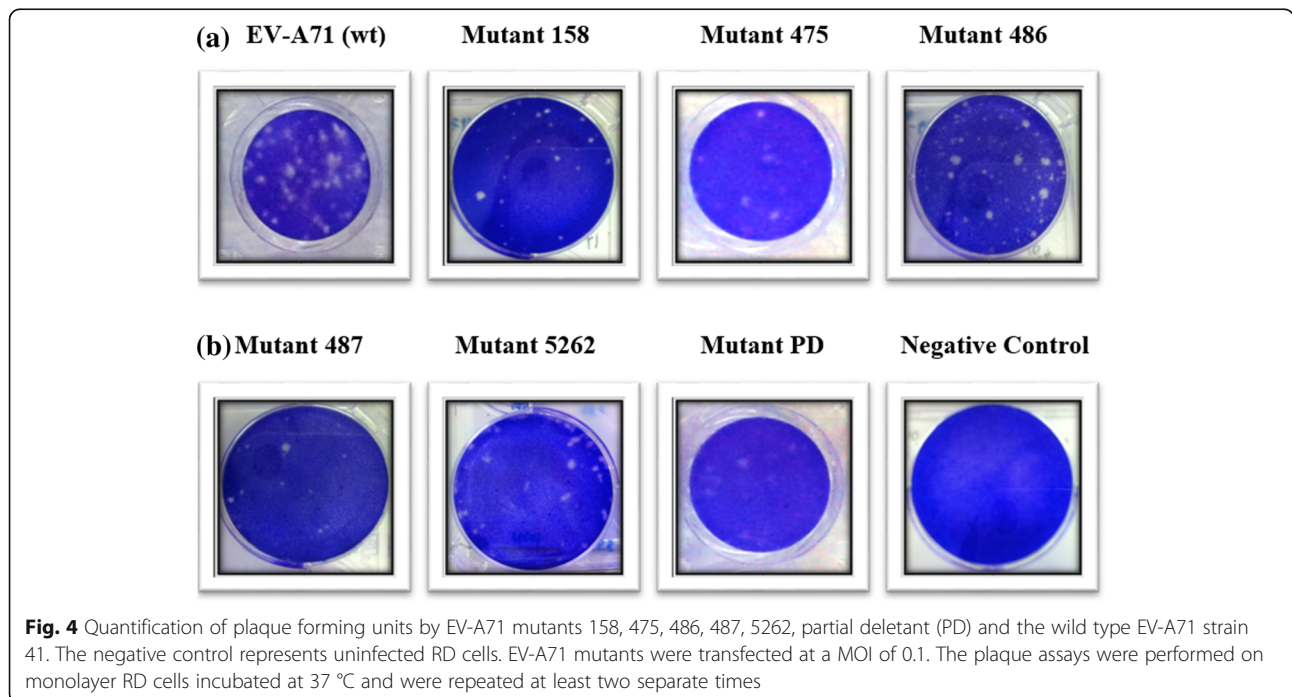 (a) EV-A71 (wt) Mutant 158 Mutant 475 Mutant 486
(b) Mutant 487 Mutant 5262 Mutant PD Negative Control
Fig. 4 Quantification of plaque forming units by EV-A71 mutants 158, 475, 486, 487, 5262, partial deletant (PD) and the wild type EV-A71 strain
41. The negative control represents uninfected RD cells. EV-A71 mutants were transfected at a MOI of 0.1. The plaque assays were performed on
monolayer RD cells incubated at 37 °C and were repeated at least two separate times